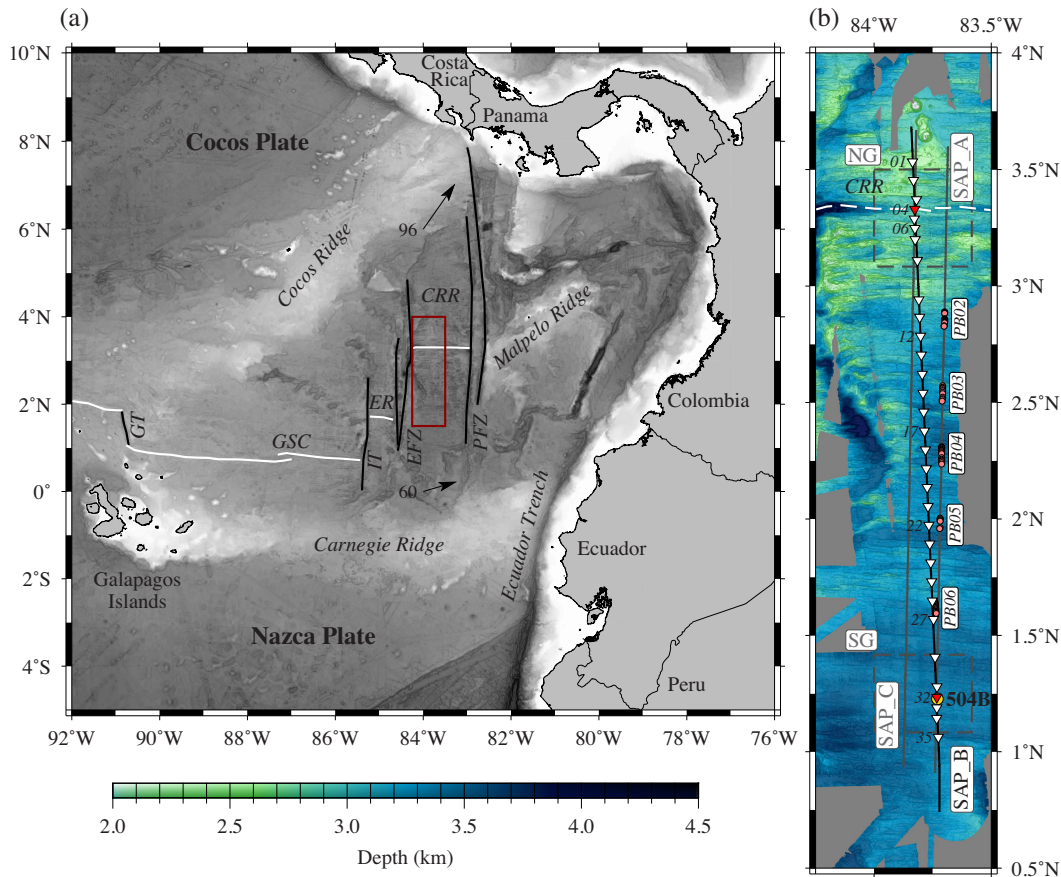 (a)
10°N
8°N
6°N
4°N
2°N
0°
2°S
4°S
92°W
90°W
88°W
86°W
84°W
82°W
80°W
78°W
76°W
Costa
Rica
Panama
Cocos Plate
96
Cocos Ridge
CRR
Malpelo Ridge
Colombia
ER
GT
GSC
IT
EFZ
PTZ
60
Carnegie Ridge
Ecuador Trench
Ecuador
Galapagos
Islands
Nazca Plate
Peru
2.0
2.5
3.0
3.5
4.0
4.5
Depth (km)
(b)
84°W
83.5°W
4°N
3.5°N
3°N
2.5°N
2°N
1.5°N
1°N
0.5°N
NG
01
SAP_A
CRR
04
06
PB02
12
PB03
17
PB04
22
PB05
PB06
27
SG
32
504B
SAP_C
35
SAP_B